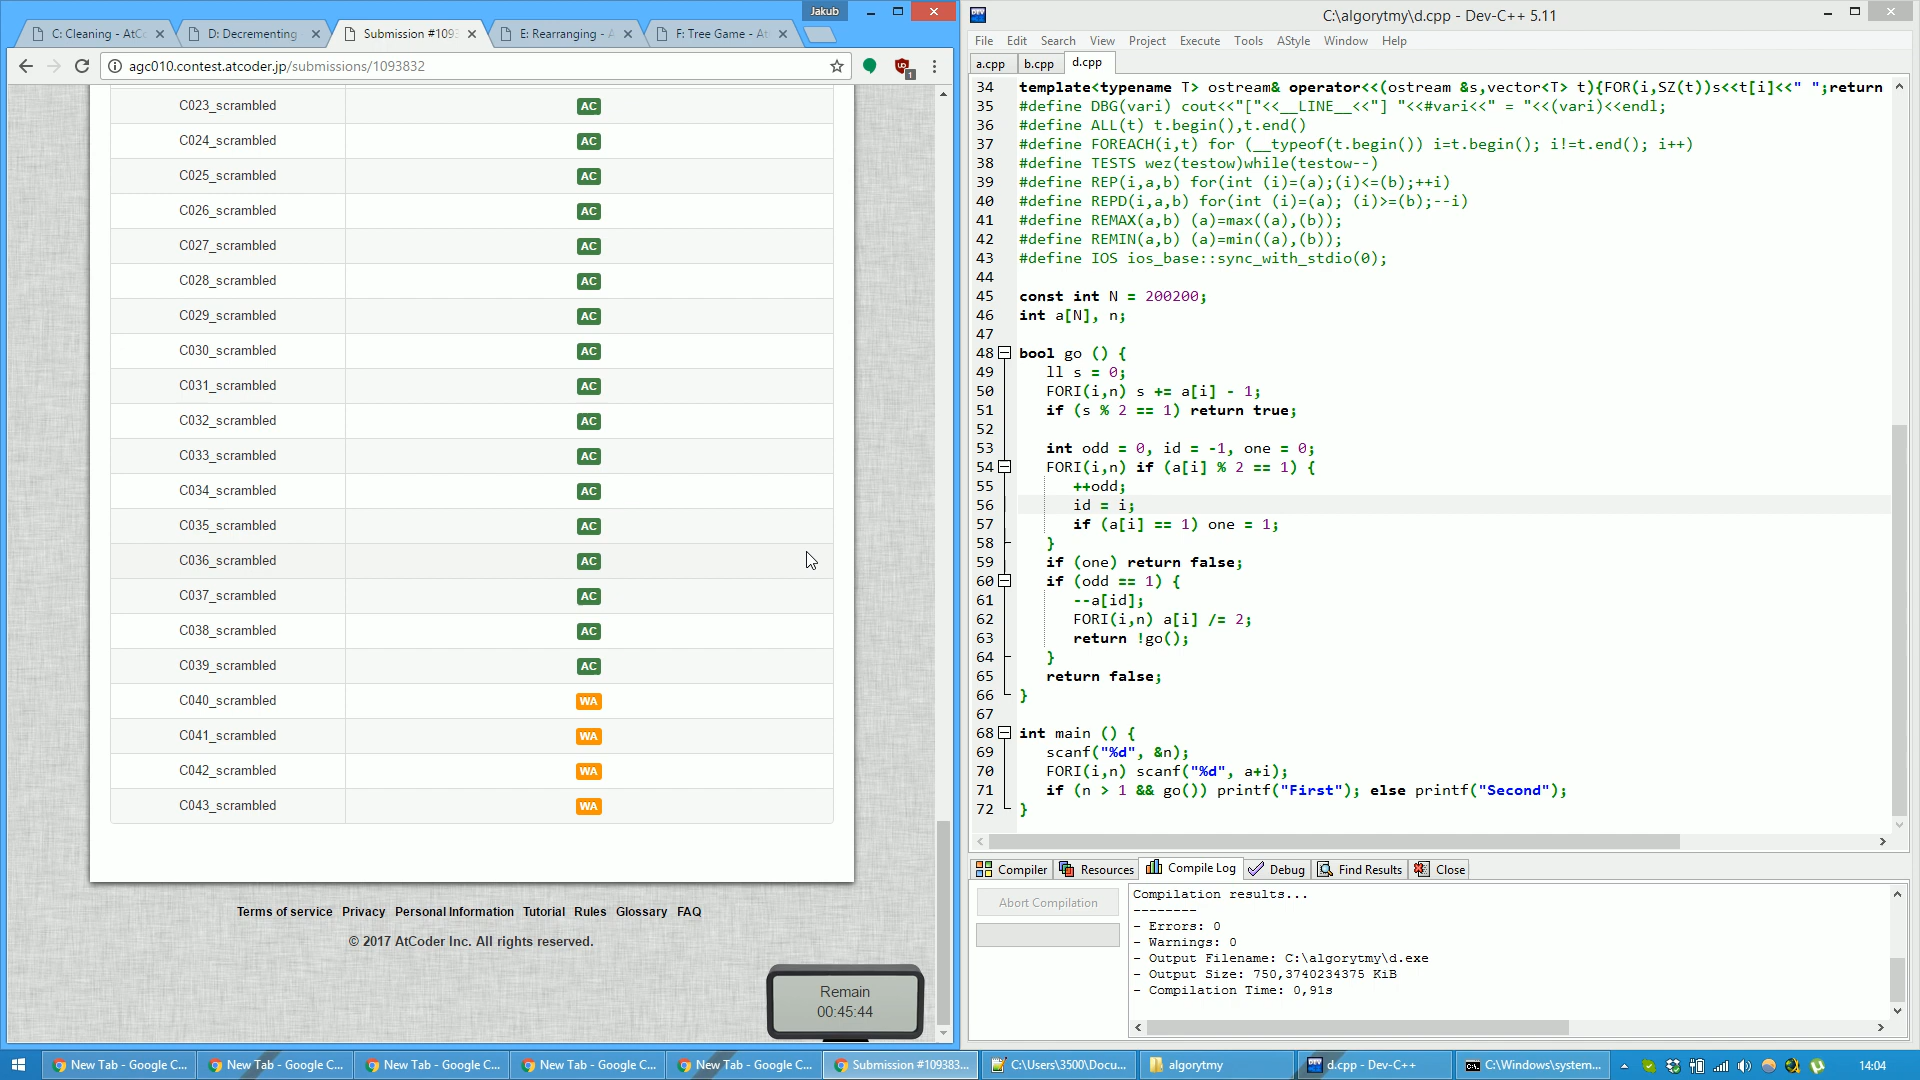 Jakub
C: Cleaning - AtC
D: Decrementing
Submission #109
E: Rearranging - A
F: Tree Game - At
agc010.contest.atcoder.jp/submissions/1093832
C023_scrambled AC
C024_scrambled AC
C025_scrambled AC
C026_scrambled AC
C027_scrambled AC
C028_scrambled AC
C029_scrambled AC
C030_scrambled AC
C031_scrambled AC
C032_scrambled AC
C033_scrambled AC
C034_scrambled AC
C035_scrambled AC
C036_scrambled AC
C037_scrambled AC
C038_scrambled AC
C039_scrambled AC
C040_scrambled WA
C041_scrambled WA
C042_scrambled WA
C043_scrambled WA
Terms of service Privacy Personal Information Tutorial Rules Glossary FAQ
© 2017 AtCoder Inc. All rights reserved.
Remain
00:45:44
C:\algorytmy\d.cpp - Dev-C++ 5.11
File Edit Search View Project Execute Tools AStyle Window Help
a.cpp b.cpp d.cpp
34 template<typename T> ostream& operator<<(ostream &s,vector<T> t){FOR(i,SZ(t))s<<t[i]<<" ";return
35 #define DBG(vari) cout<<"["<<__LINE__<<"] "<<#vari<<" = "<<(vari)<<endl;
36 #define ALL(t) t.begin(),t.end()
37 #define FOREACH(i,t) for (__typeof(t.begin()) i=t.begin(); i!=t.end(); i++)
38 #define TESTS wez(testow)while(testow--)
39 #define REP(i,a,b) for(int (i)=(a);(i)<=(b);++i)
40 #define REPD(i,a,b) for(int (i)=(a); (i)>=(b);--i)
41 #define REMAX(a,b) (a)=max((a),(b));
42 #define REMIN(a,b) (a)=min((a),(b));
43 #define IOS ios_base::sync_with_stdio(0);
44
45 const int N = 200200;
46 int a[N], n;
47
48 bool go () {
49 ll s = 0;
50 FORI(i,n) s += a[i] - 1;
51 if (s % 2 == 1) return true;
52
53 int odd = 0, id = -1, one = 0;
54 FORI(i,n) if (a[i] % 2 == 1) {
55 ++odd;
56 id = i;
57 if (a[i] == 1) one = 1;
58 }
59 if (one) return false;
60 if (odd == 1) {
61 --a[id];
62 FORI(i,n) a[i] /= 2;
63 return !go();
64 }
65 return false;
66 }
67
68 int main () {
69 scanf("%d", &n);
70 FORI(i,n) scanf("%d", a+i);
71 if (n > 1 && go()) printf("First"); else printf("Second");
72 }
Compiler Resources Compile Log Debug Find Results Close
Abort Compilation
Compilation results...
--------
- Errors: 0
- Warnings: 0
- Output Filename: C:\algorytmy\d.exe
- Output Size: 750,3740234375 KiB
- Compilation Time: 0,91s
New Tab - Google C...
New Tab - Google C...
New Tab - Google C...
New Tab - Google C...
New Tab - Google C...
Submission #109383...
C:\Users\3500\Docu...
algorytmy
d.cpp - Dev-C++
C:\Windows\system...
14:04